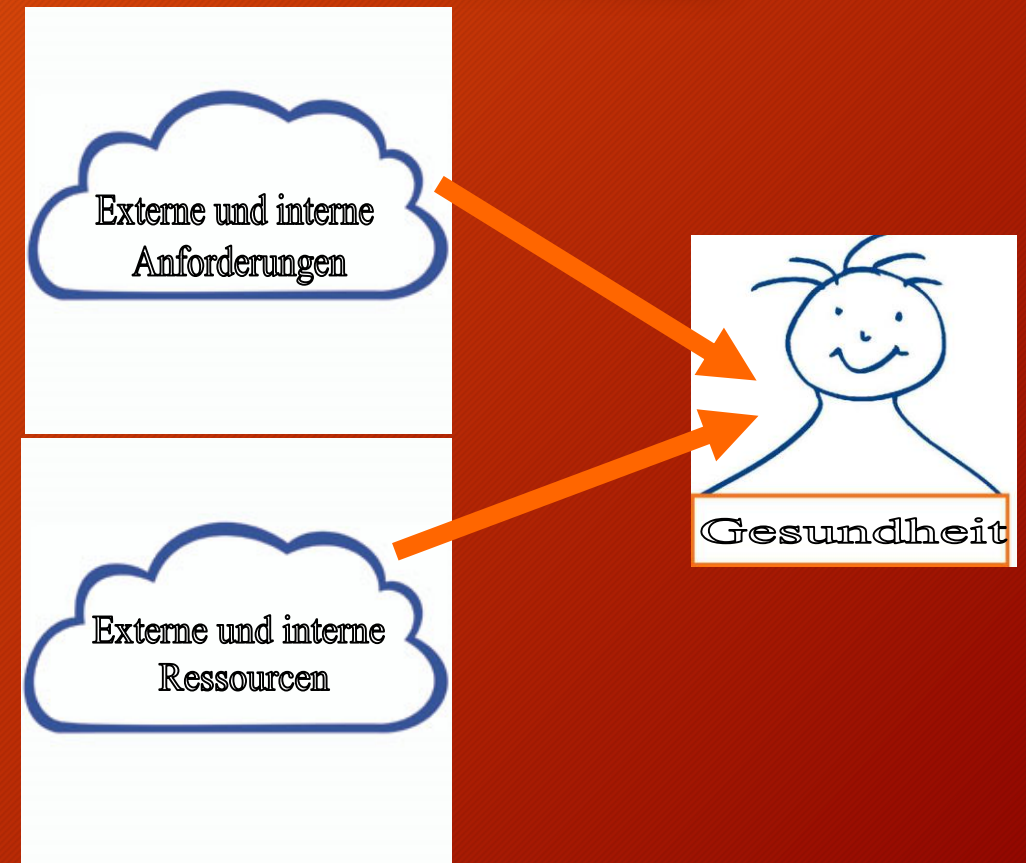 Externe und interne
Anforderungen
Gesundheit
Externe und interne
Ressourcen